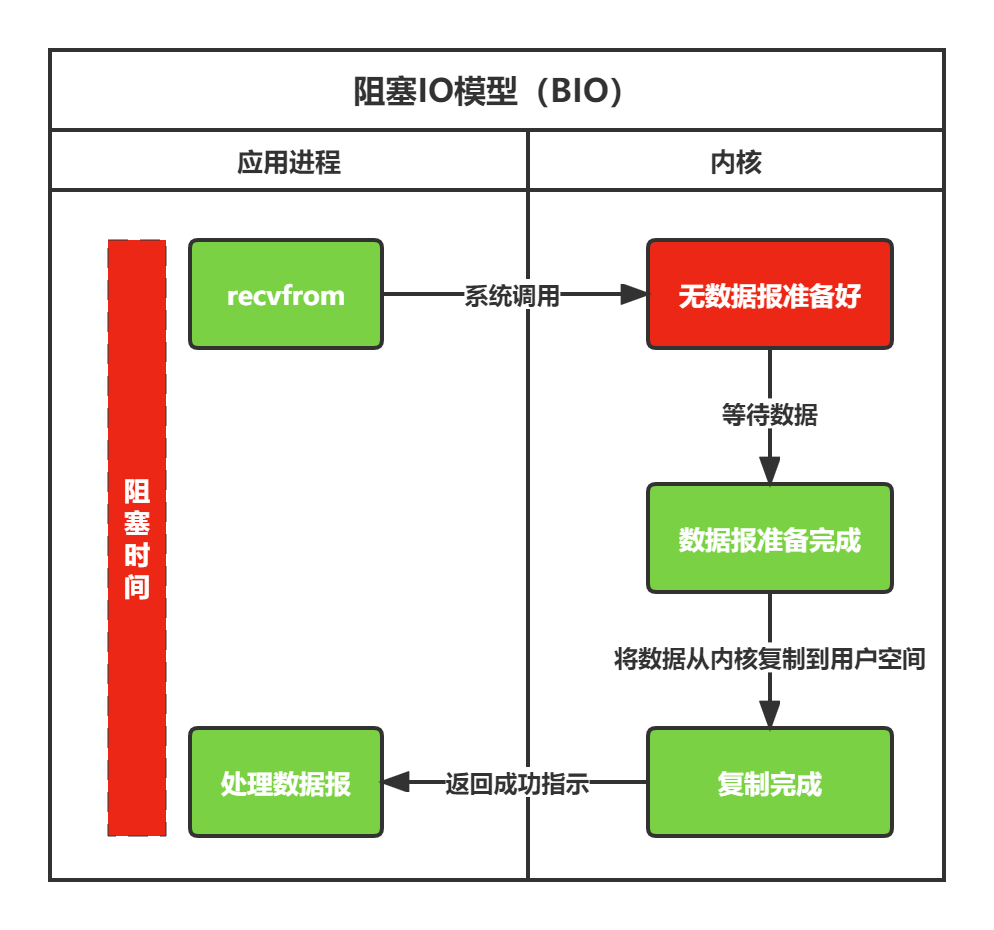 阻塞IO模型（BIO）
应用进程
内核
recvfrom
系统调用
无数据报准备好
等待数据
阻
塞
时
间
数据报准备完成
将数据从内核复制到用户空间
处理数据报
返回成功指示
复制完成